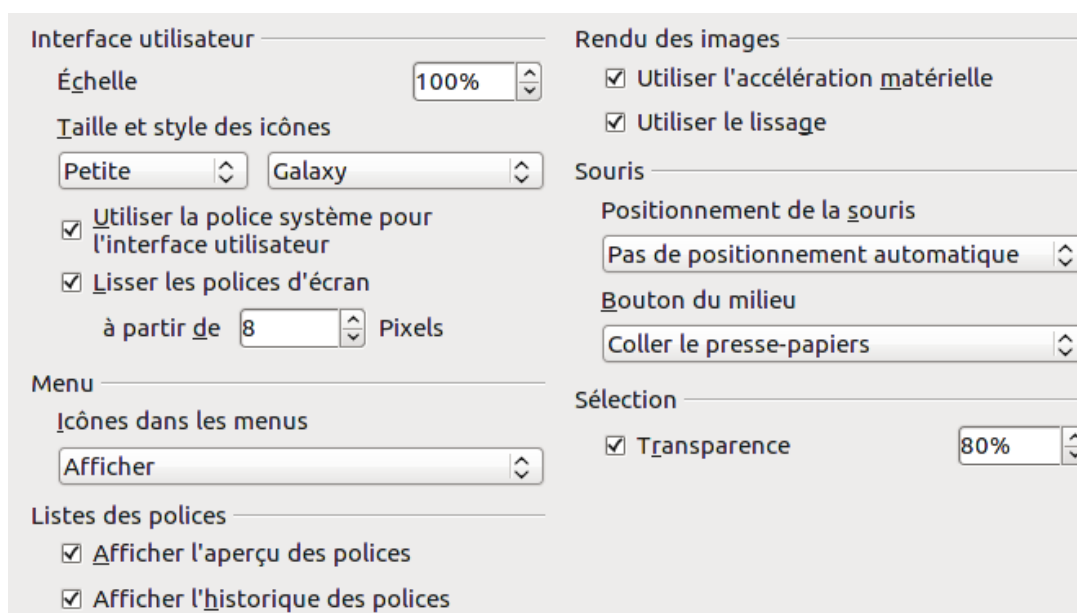 Interface utilisateur
Échelle
100%
Taille et style des icônes
Petite
Galaxy
Utiliser la police système pour
l'interface utilisateur
Lisser les polices d'écran
à partir de 8 Pixels
Menu
Icônes dans les menus
Afficher
Listes des polices
Afficher l'aperçu des polices
Afficher l'historique des polices
Rendu des images
Utiliser l'accélération matérielle
Utiliser le lissage
Souris
Positionnement de la souris
Pas de positionnement automatique
Bouton du milieu
Coller le presse-papiers
Sélection
Transparence
80%